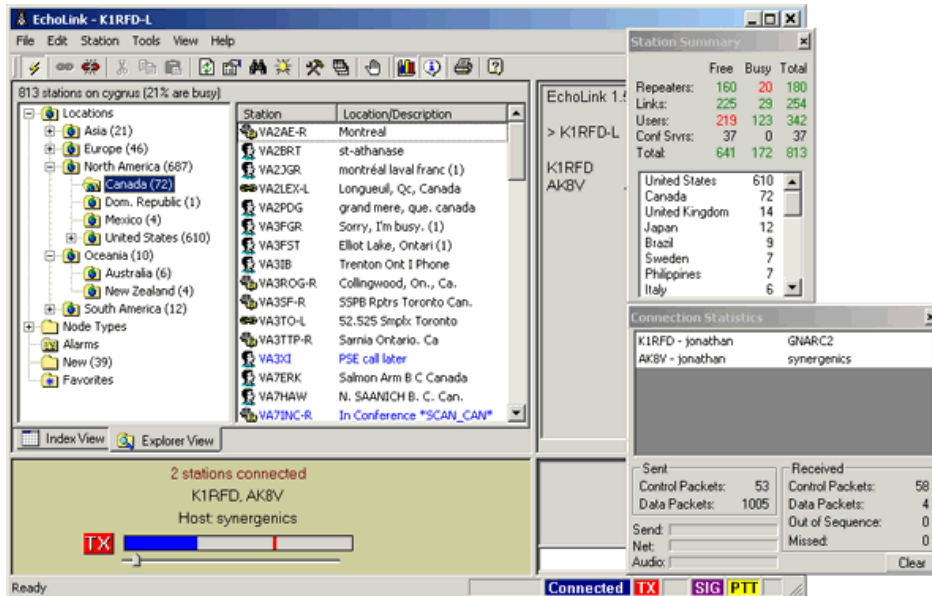 EchoLink - K1RFD-L
File Edit Station Tools View Help
813 stations on cygnus (21% are busy)
Locations
Asia (21)
Europe (46)
North America (687)
Canada (72)
Dom. Republic (1)
Mexico (4)
United States (610)
Oceania (10)
Australia (6)
New Zealand (4)
South America (12)
Node Types
Alarms
New (39)
Favorites
Station Location/Description
VA2AE-R Montreal
VA2BRT st-athanase
VA2JGR montréal laval franc (1)
VA2LEX-L Longueuil, Qc, Canada
VA2PDG grand mere, que. canada
VA3FGR Sorry, I'm busy. (1)
VA3FST Elliot Lake, Ontari (1)
VA3IB Trenton Ont I Phone
VA3ROG-R Collingwood, On., Ca.
VA3SF-R SSPB Rptrs Toronto Can.
VA3TO-L 52.525 Smplx Toronto
VA3TTP-R Sarnia Ontario. Ca
VA3XI PSE call later
VA7ERK Salmon Arm B C Canada
VA7HAW N. SAANICH B. C. Can.
VA7INC-R In Conference *SCAN_CAN*
Index View Explorer View
EchoLink 1.5
> K1RFD-L
K1RFD
AK8V
Station Summary
Free Busy Total
Repeaters: 160 20 180
Links: 225 29 254
Users: 219 123 342
Conf Srvrs: 37 0 37
Total: 641 172 813
United States 610
Canada 72
United Kingdom 14
Japan 12
Brazil 9
Sweden 7
Philippines 7
Italy 6
Connection Statistics
K1RFD - jonathan GNARC2
AK8V - jonathan synergenics
Sent
Control Packets: 53
Data Packets: 1005
Received
Control Packets: 58
Data Packets: 4
Out of Sequence: 0
Missed: 0
Send:
Net:
Audio:
Clear
2 stations connected
K1RFD, AK8V
Host: synergenics
TX
Ready
Connected TX SIG PTT